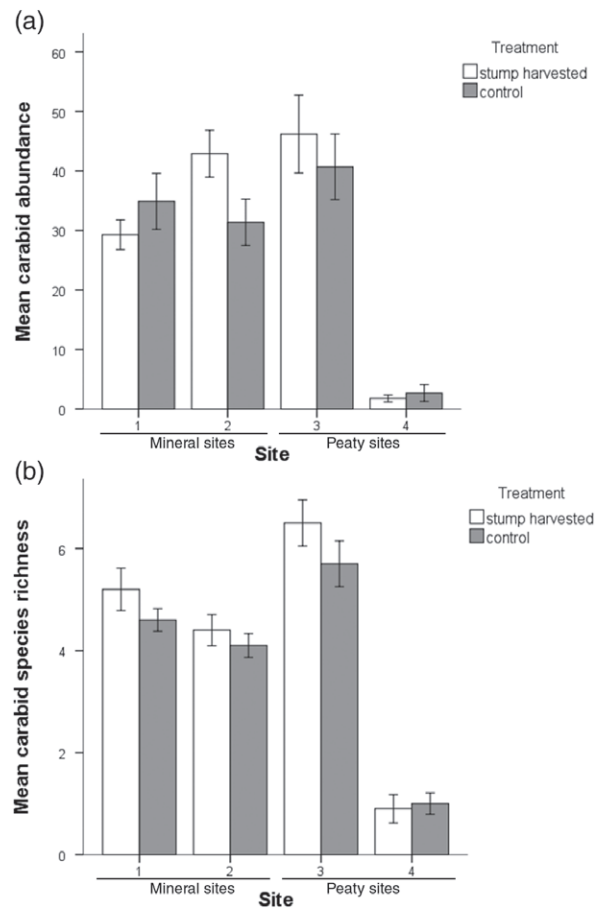 (a)
Treatment
stump harvested
control
Mean carabid abundance
60
50
40
30
20
10
0
1 2 3 4
Mineral sites Peaty sites
Site
(b)
Treatment
stump harvested
control
Mean carabid species richness
6
4
2
0
1 2 3 4
Mineral sites Peaty sites
Site